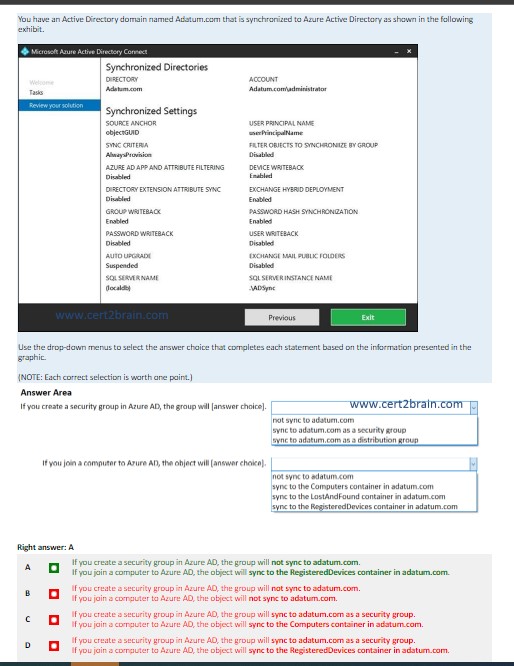 You have an Active Directory domain named Adatum.com that is synchronized to Azure Active Directory as shown in the following
exhibit.
Microsoft Azure Active Directory Connect
Welcome
Tasks
Review your solution
Synchronized Directories
DIRECTORY
Adatum.com
ACCOUNT
Adatum.com\administrator
Synchronized Settings
SOURCE ANCHOR
objectGUID
USER PRINCIPAL NAME
userPrincipalName
SYNC CRITERIA
AlwaysProvision
FILTER OBJECTS TO SYNCHRONIIZE BY GROUP
Disabled
AZURE AD APP AND ATTRIBUTE FILTERING
Disabled
DEVICE WRITEBACK
Enabled
DIRECTORY EXTENSION ATTRIBUTE SYNC
Disabled
EXCHANGE HYBRID DEPLOYMENT
Enabled
GROUP WRITEBACK
Enabled
PASSWORD HASH SYNCHRONIZATION
Enabled
PASSWORD WRITEBACK
Disabled
USER WRITEBACK
Disabled
AUTO UPGRADE
Suspended
EXCHANGE MAIL PUBLIC FOLDERS
Disabled
SQL SERVER NAME
(localdb)
SQL SERVER INSTANCE NAME
.\ADSync
www.cert2brain.com
Previous
Exit
Use the drop-down menus to select the answer choice that completes each statement based on the information presented in the
graphic.
(NOTE: Each correct selection is worth one point.)
Answer Area
If you create a security group in Azure AD, the group will [answer choice].
www.cert2brain.com
not sync to adatum.com
sync to adatum.com as a security group
sync to adatum.com as a distribution group
If you join a computer to Azure AD, the object will [answer choice].
not sync to adatum.com
sync to the Computers container in adatum.com
sync to the LostAndFound container in adatum.com
sync to the RegisteredDevices container in adatum.com
Right answer: A
A
If you create a security group in Azure AD, the group will not sync to adatum.com.
If you join a computer to Azure AD, the object will sync to the RegisteredDevices container in adatum.com.
B
If you create a security group in Azure AD, the group will not sync to adatum.com.
If you join a computer to Azure AD, the object will not sync to adatum.com.
C
If you create a security group in Azure AD, the group will sync to adatum.com as a security group.
If you join a computer to Azure AD, the object will sync to the Computers container in adatum.com.
D
If you create a security group in Azure AD, the group will sync to adatum.com as a security group.
If you join a computer to Azure AD, the object will sync to the RegisteredDevices container in adatum.com.